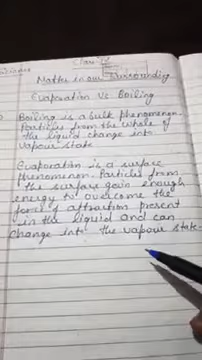 Class-
Matter in our Surrounding
Evaporation Vs Boiling
Boiling is a bulk phenomenon.
Particles from the whole of
the liquid change into
vapour state
Evaporation is a surface
phenomenon. Particles from
the surface gain enough
energy to overcome the
force of attraction present
in the liquid and can
change into the vapour state.